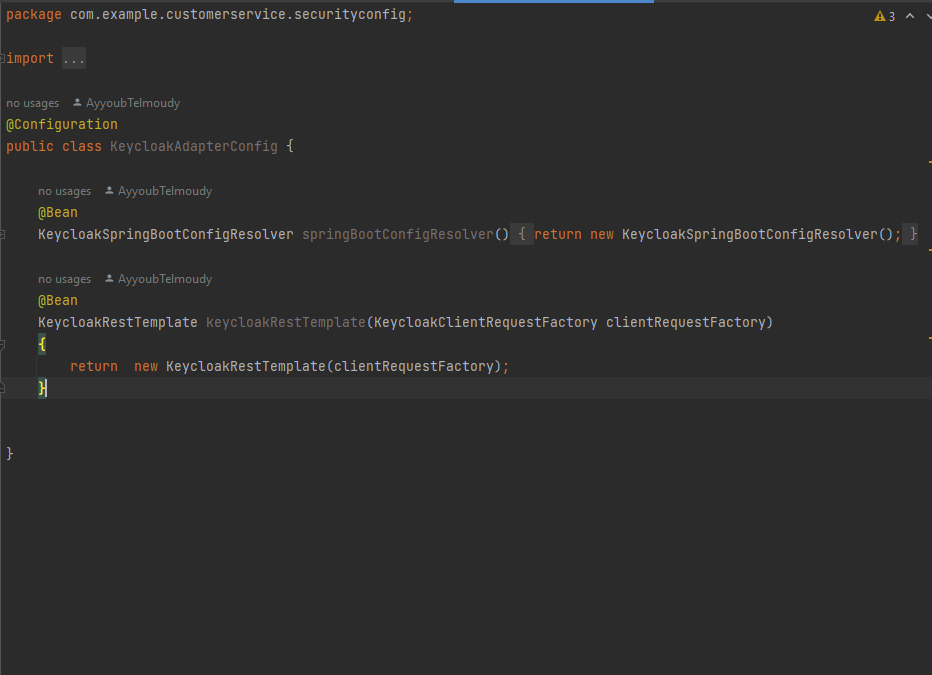 package com.example.customerservice.securityconfig;
3
import ...
no usages AyyoubTelmoudy
@Configuration
public class KeycloakAdapterConfig {
no usages AyyoubTelmoudy
@Bean
KeycloakSpringBootConfigResolver springBootConfigResolver() { return new KeycloakSpringBootConfigResolver(); }
no usages AyyoubTelmoudy
@Bean
KeycloakRestTemplate keycloakRestTemplate(KeycloakClientRequestFactory clientRequestFactory)
{
return  new KeycloakRestTemplate(clientRequestFactory);
}
}